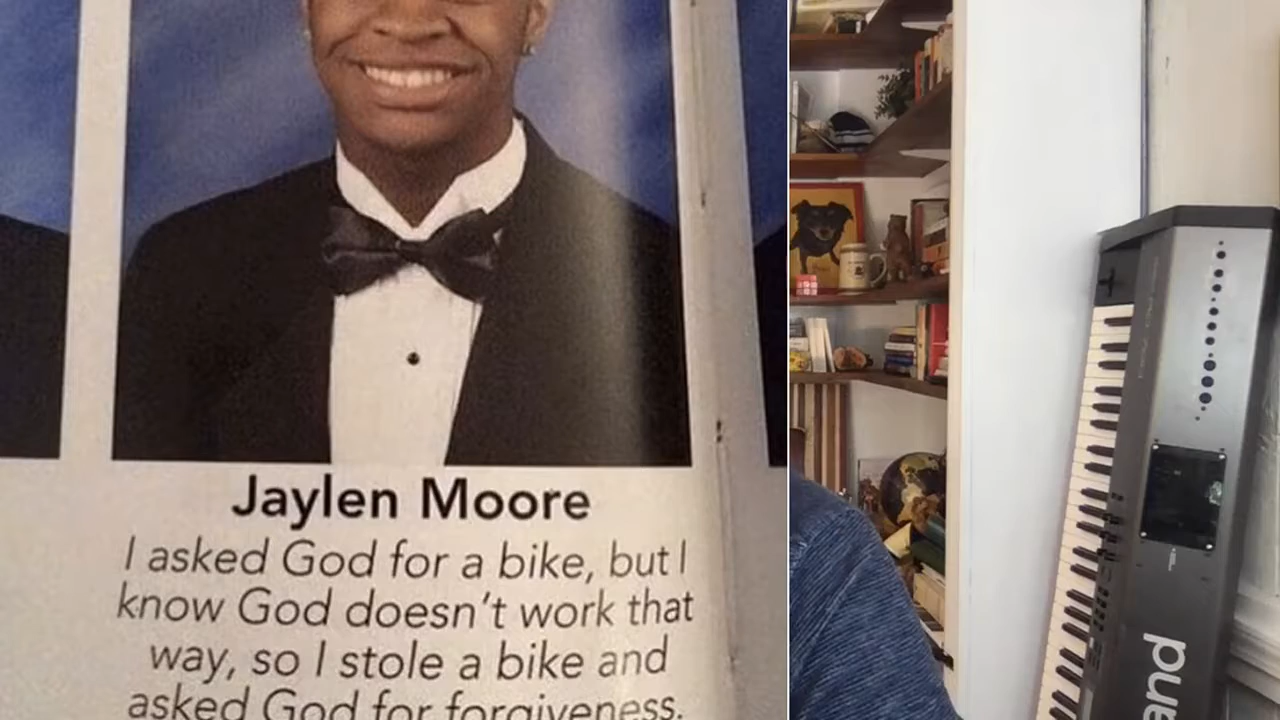 Jaylen Moore
I asked God for a bike, but I
know God doesn't work that
way, so I stole a bike and
asked God for forgiveness.
and